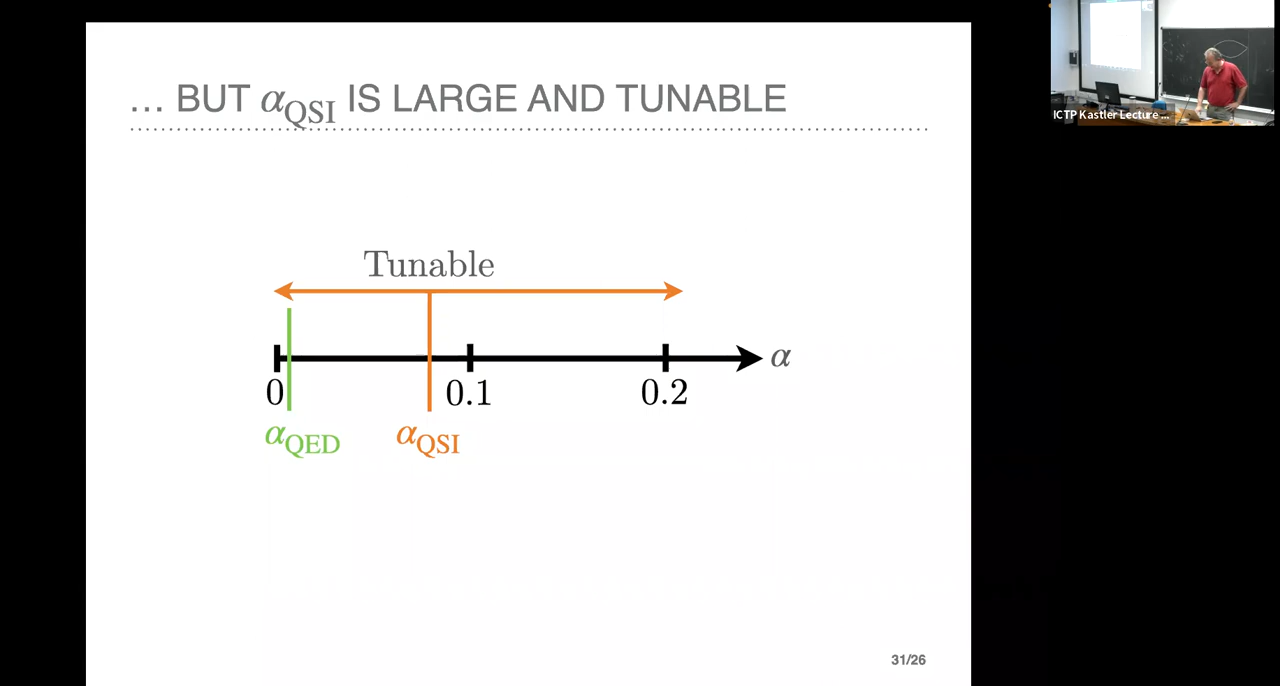 ... BUT α_QSI IS LARGE AND TUNABLE
Tunable
α
0 0.1 0.2
α_QED α_QSI
31/26
ICTP Kastler Lecture ...